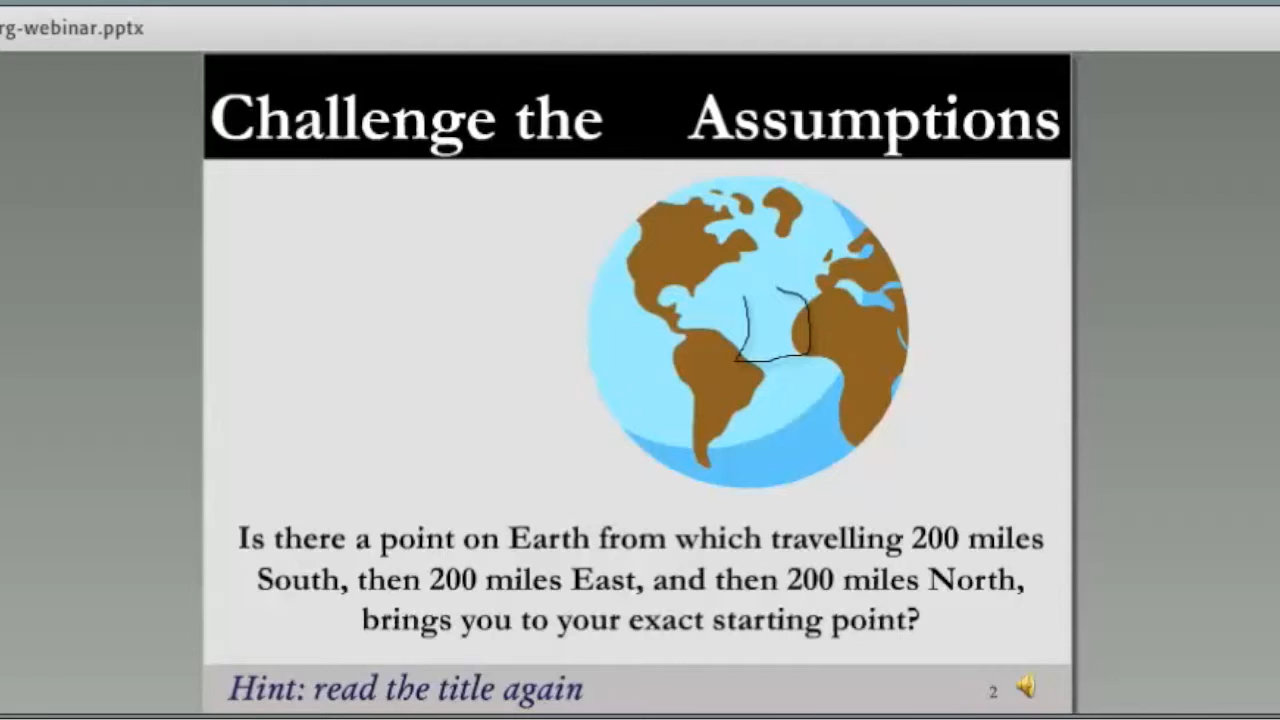 rg-webinar.pptx
Challenge the Assumptions
Is there a point on Earth from which travelling 200 miles
South, then 200 miles East, and then 200 miles North,
brings you to your exact starting point?
Hint: read the title again
2